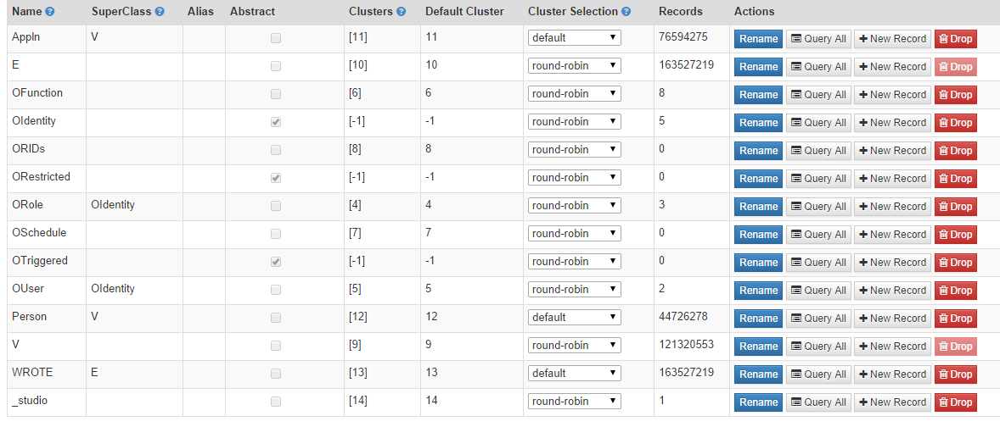 Name SuperClass Alias Abstract Clusters Default Cluster Cluster Selection Records Actions
Appln V [11] 11 default 76594275 Rename Query All New Record Drop
E [10] 10 round-robin 163527219 Rename Query All New Record Drop
OFunction [6] 6 round-robin 8 Rename Query All New Record Drop
OIdentity [-1] -1 round-robin 5 Rename Query All New Record Drop
ORIDs [8] 8 round-robin 0 Rename Query All New Record Drop
ORestricted [-1] -1 round-robin 0 Rename Query All New Record Drop
ORole OIdentity [4] 4 round-robin 3 Rename Query All New Record Drop
OSchedule [7] 7 round-robin 0 Rename Query All New Record Drop
OTriggered [-1] -1 round-robin 0 Rename Query All New Record Drop
OUser OIdentity [5] 5 round-robin 2 Rename Query All New Record Drop
Person V [12] 12 default 44726278 Rename Query All New Record Drop
V [9] 9 round-robin 121320553 Rename Query All New Record Drop
WROTE E [13] 13 default 163527219 Rename Query All New Record Drop
_studio [14] 14 round-robin 1 Rename Query All New Record Drop